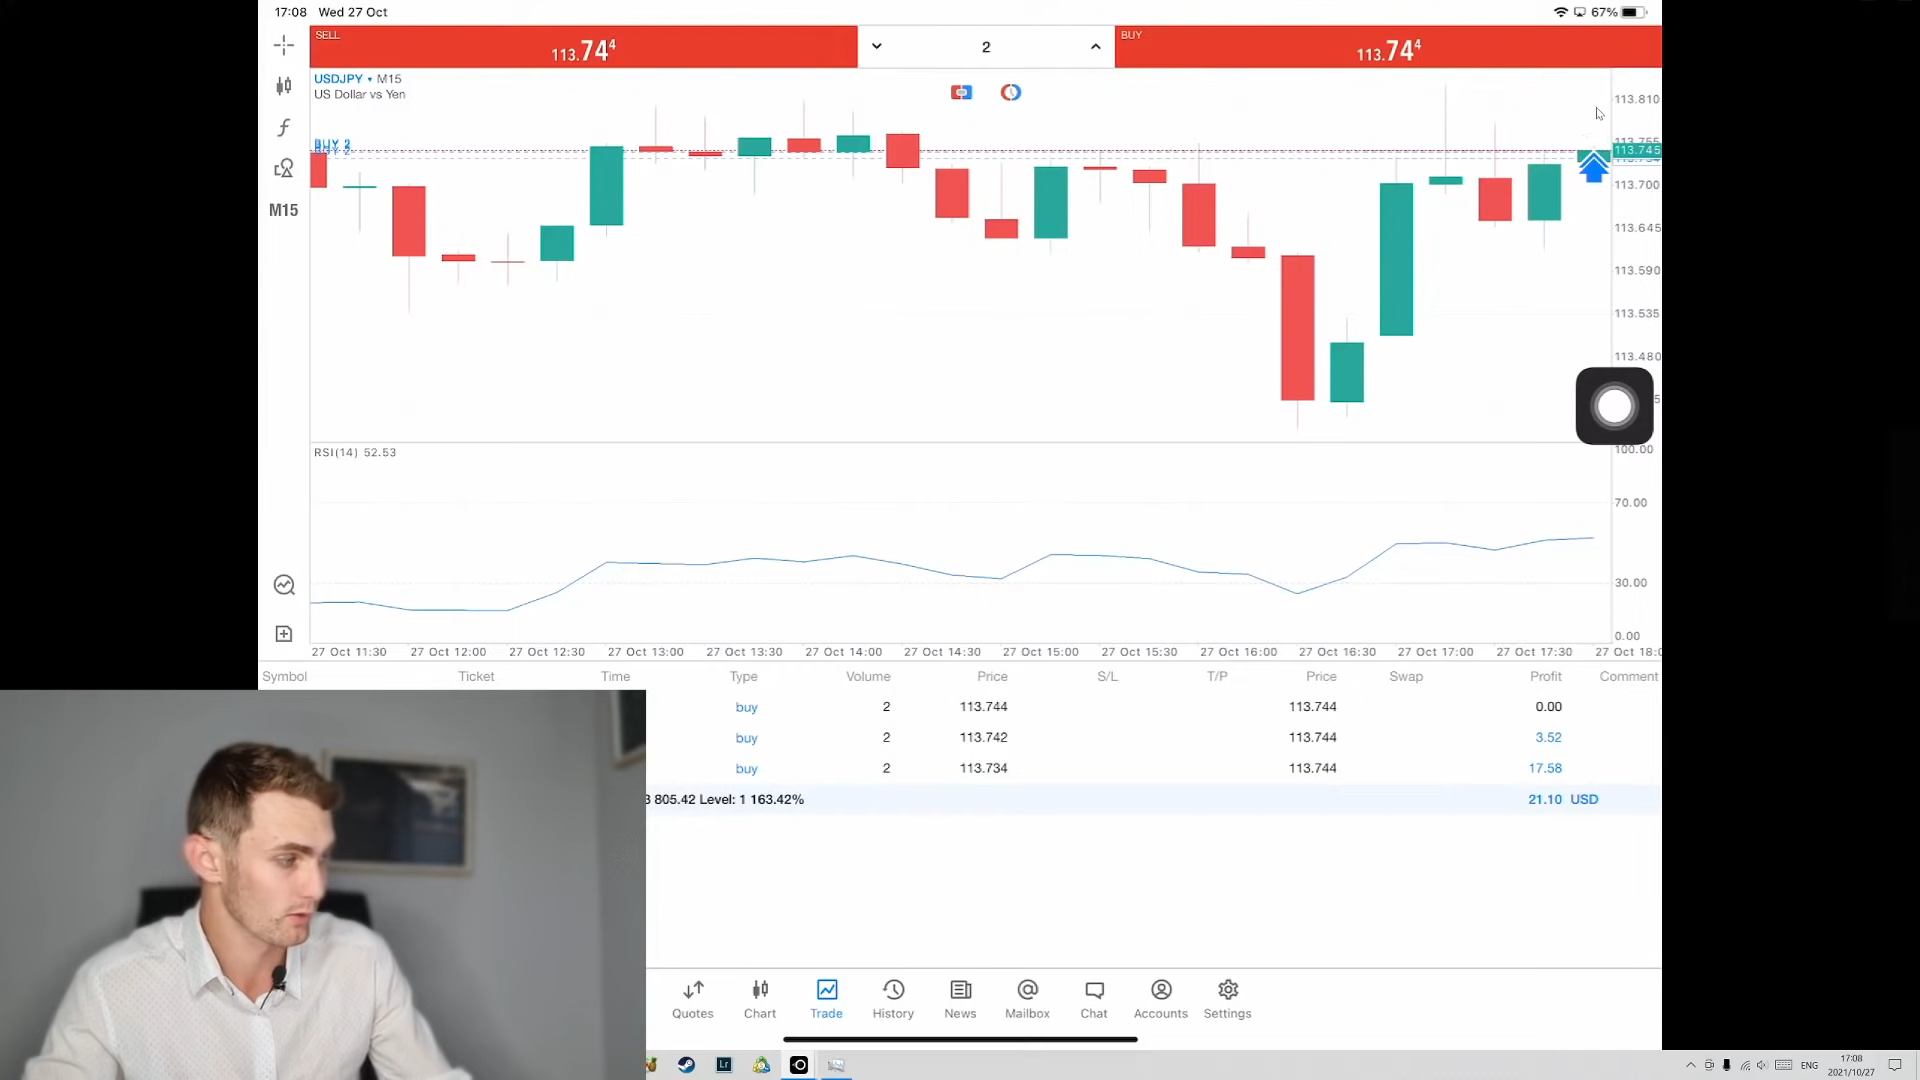 17:08 Wed 27 Oct
67%
SELL
113.74⁴
2
BUY
113.74⁴
USDJPY M15
US Dollar vs Yen
113.810
BUY 2
113.745
113.700
M15
113.645
113.590
113.535
113.480
RSI(14) 52.53
100.00
70.00
30.00
0.00
27 Oct 11:30 27 Oct 12:00 27 Oct 12:30 27 Oct 13:00 27 Oct 13:30 27 Oct 14:00 27 Oct 14:30 27 Oct 15:00 27 Oct 15:30 27 Oct 16:00 27 Oct 16:30 27 Oct 17:00 27 Oct 17:30 27 Oct 18:0
Symbol Ticket Time Type Volume Price S/L T/P Price Swap Profit Comment
buy 2 113.744 113.744 0.00
buy 2 113.742 113.744 3.52
buy 2 113.734 113.744 17.58
805.42 Level: 1 163.42% 21.10 USD
Quotes Chart Trade History News Mailbox Chat Accounts Settings
Lr
ENG
17:08
2021/10/27